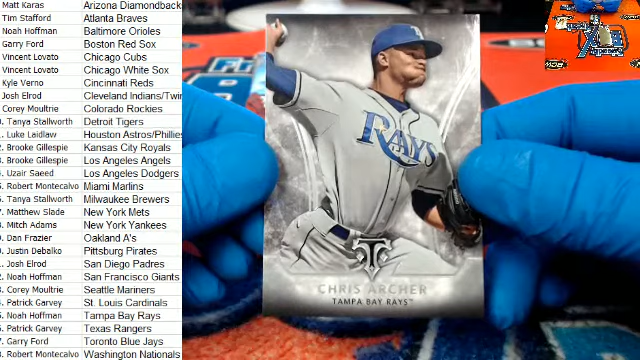 Matt Karas Arizona Diamondback
Tim Stafford Atlanta Braves
Noah Hoffman Baltimore Orioles
Garry Ford Boston Red Sox
Vincent Lovato Chicago Cubs
Vincent Lovato Chicago White Sox
Kyle Verno Cincinnati Reds
Josh Elrod Cleveland Indians/Twin
Corey Moultrie Colorado Rockies
Tanya Stallworth Detroit Tigers
Luke Laidlaw Houston Astros/Phillies
Brooke Gillespie Kansas City Royals
Brooke Gillespie Los Angeles Angels
Uzair Saeed Los Angeles Dodgers
Robert Montecalvo Miami Marlins
Tanya Stallworth Milwaukee Brewers
Matthew Slade New York Mets
Mitch Adams New York Yankees
Dan Frazier Oakland A's
Justin Debalko Pittsburg Pirates
Josh Elrod San Diego Padres
Noah Hoffman San Francisco Giants
Corey Moultrie Seattle Mariners
Patrick Garvey St. Louis Cardinals
Noah Hoffman Tampa Bay Rays
Patrick Garvey Texas Rangers
Garry Ford Toronto Blue Jays
Robert Montecalvo Washington Nationals
RAYS
CHRIS ARCHER
TAMPA BAY RAYS